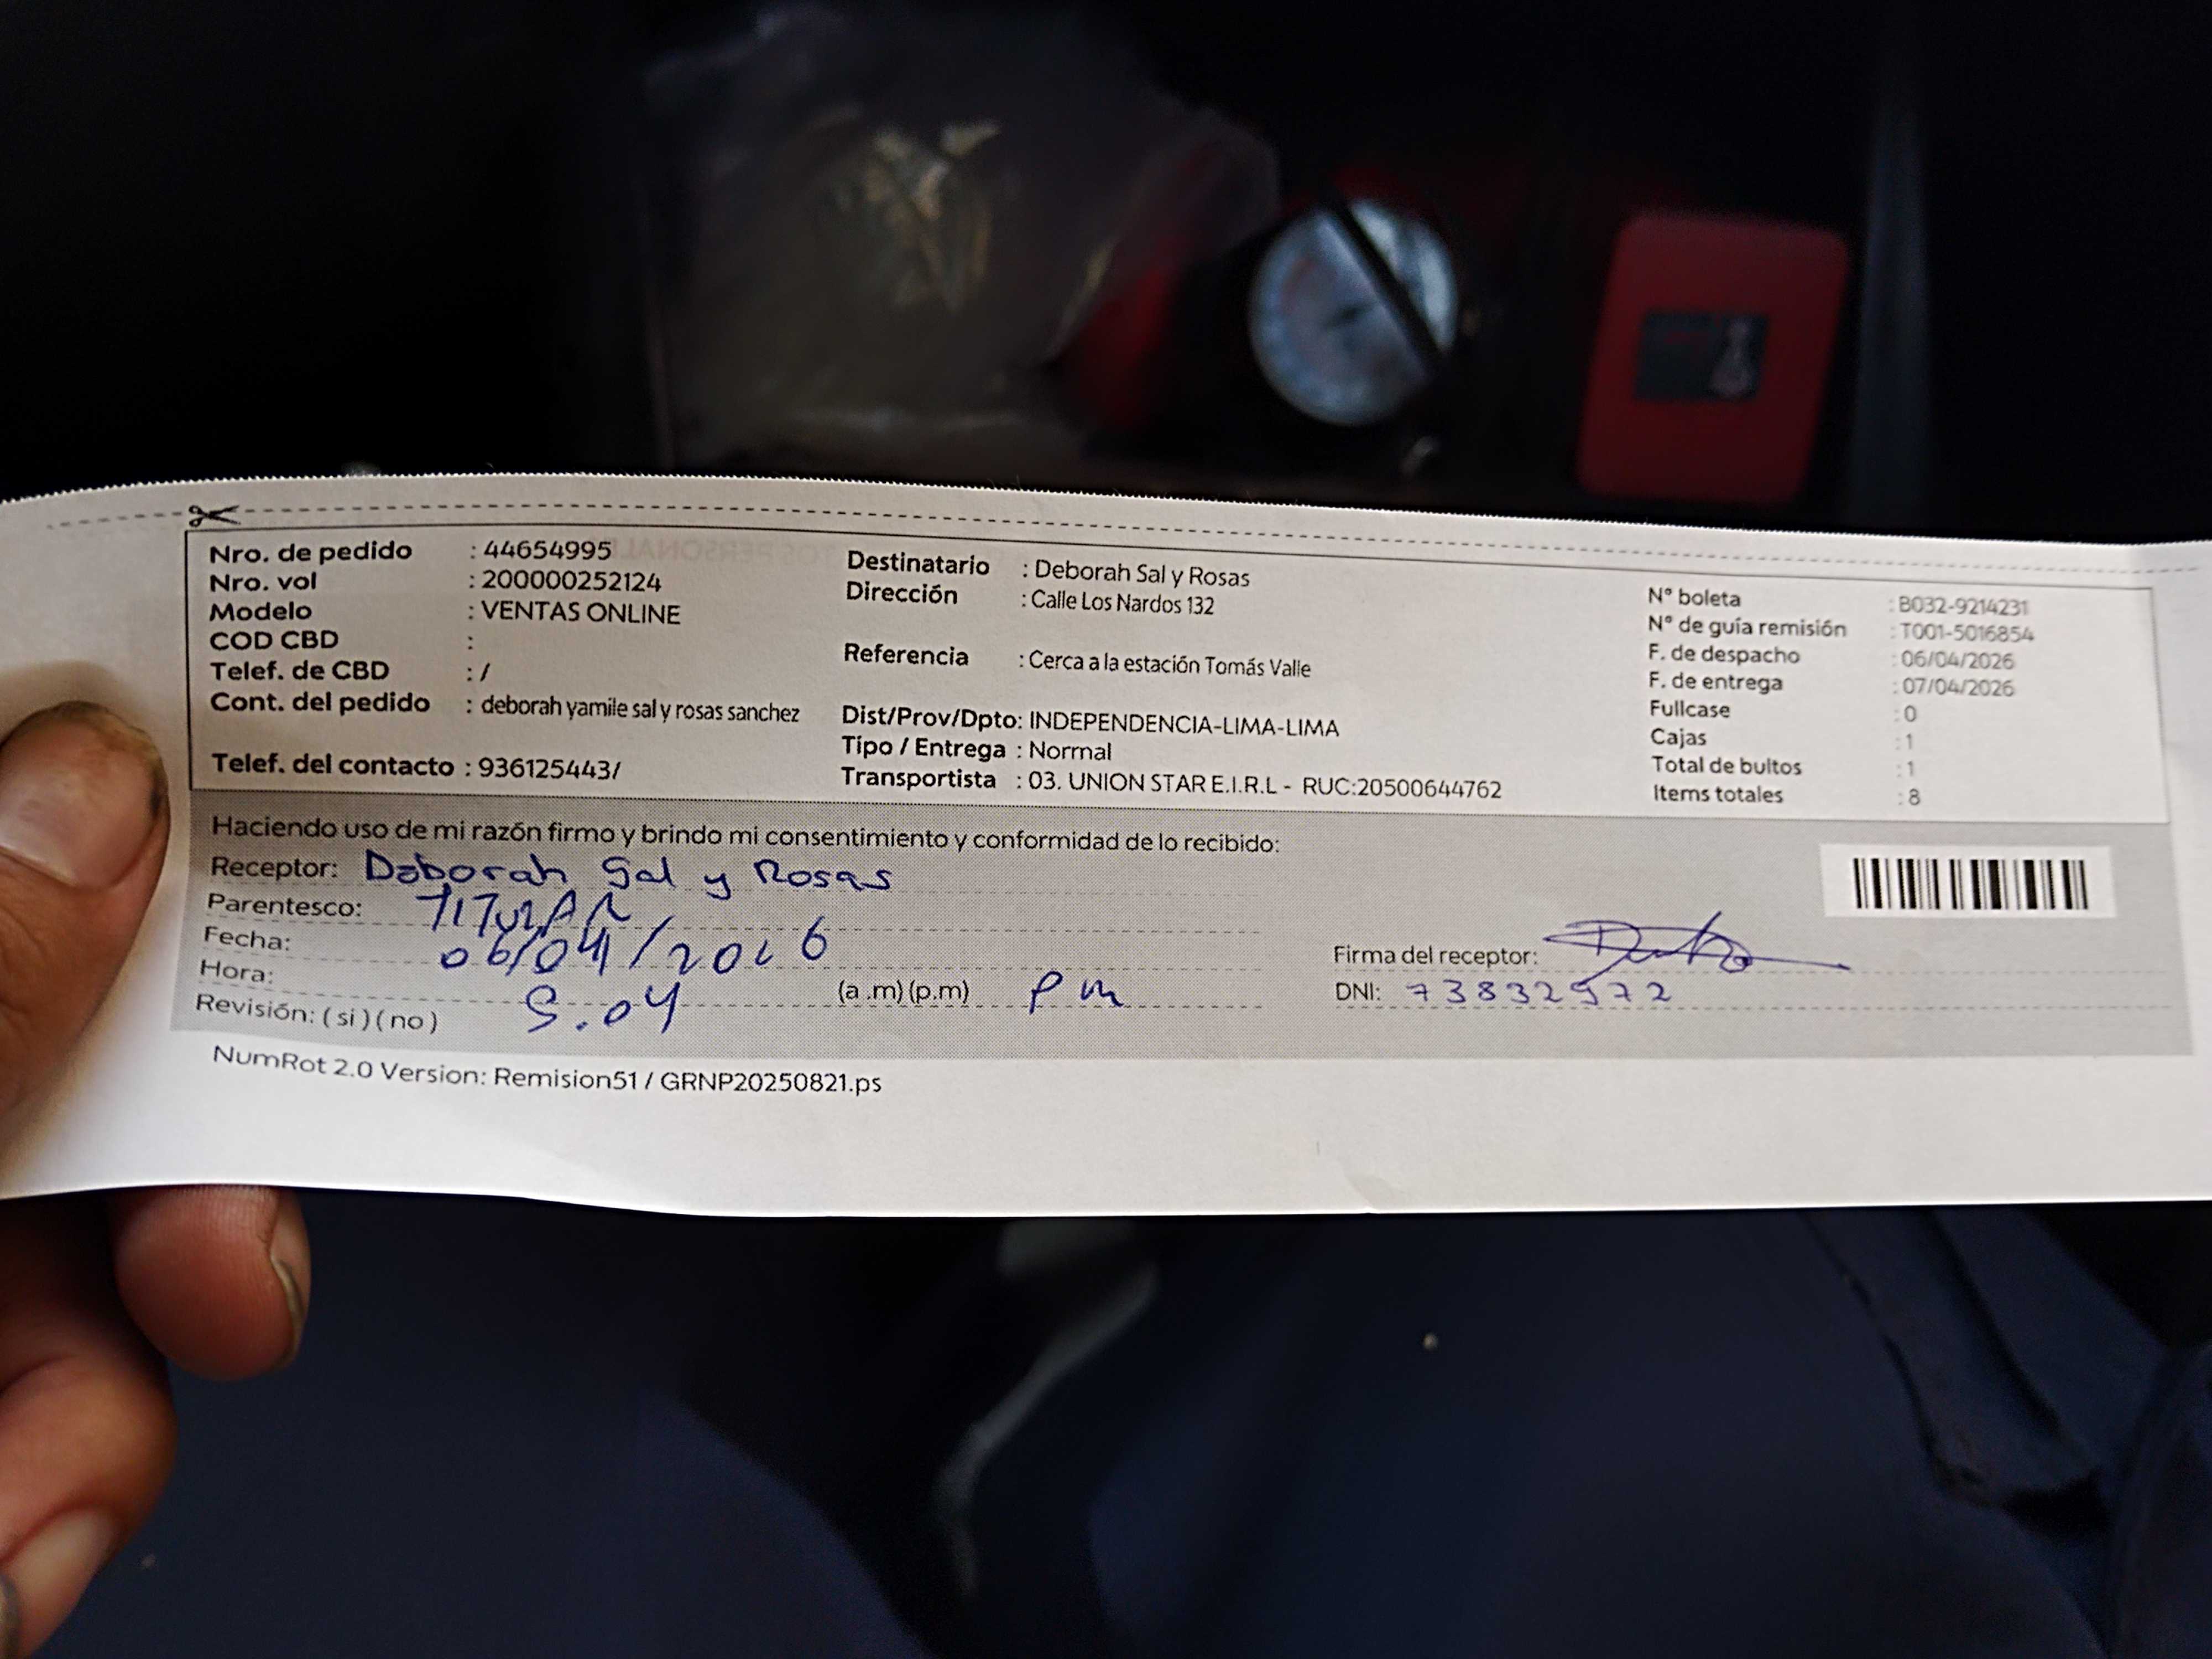 Nro. de pedido : 44654995
Nro. vol : 200000252124
Modelo : VENTAS ONLINE
COD CBD :
Telef. de CBD : /
Cont. del pedido : deborah yamile sal y rosas sanchez
Telef. del contacto : 936125443/
Destinatario : Deborah Sal y Rosas
Dirección : Calle Los Nardos 132
Referencia : Cerca a la estación Tomás Valle
Dist/Prov/Dpto: INDEPENDENCIA-LIMA-LIMA
Tipo / Entrega : Normal
Transportista : 03. UNION STAR E.I.R.L - RUC:20500644762
N° boleta : B032-9214231
N° de guía remisión : T001-5016854
F. de despacho : 06/04/2026
F. de entrega : 07/04/2026
Fullcase : 0
Cajas : 1
Total de bultos : 1
Items totales : 8
Haciendo uso de mi razón firmo y brindo mi consentimiento y conformidad de lo recibido:
Receptor: Deborah Sal y Rosas
Parentesco: TITULAR
Fecha: 06/04/2026
Hora: (a .m) (p.m) pm
Revisión: ( si ) ( no )
Firma del receptor:
DNI: 73832972
NumRot 2.0 Version: Remision51 / GRNP20250821.ps